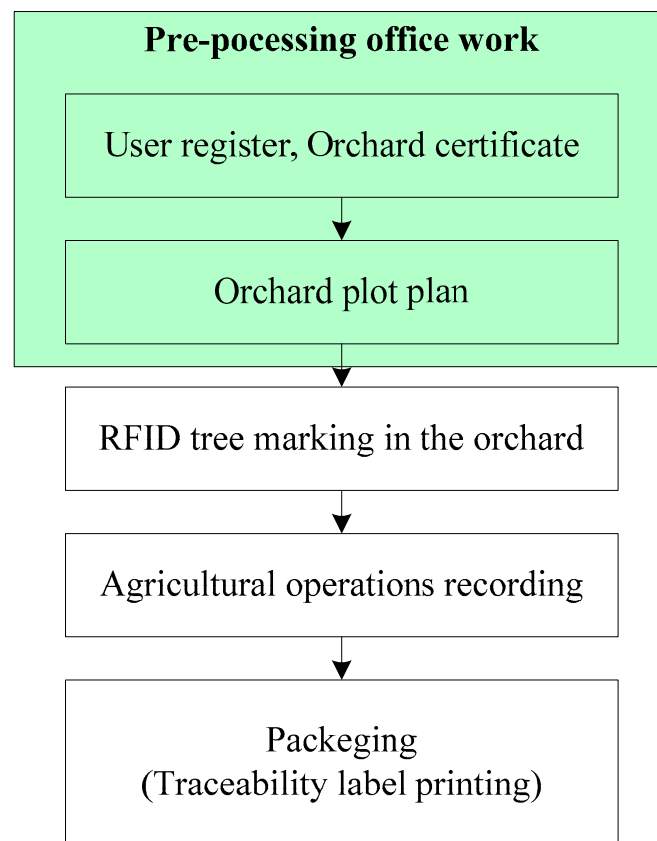 Pre-pocessing office work
User register, Orchard certificate
Orchard plot plan
RFID tree marking in the orchard
Agricultural operations recording
Packeging
(Traceability label printing)